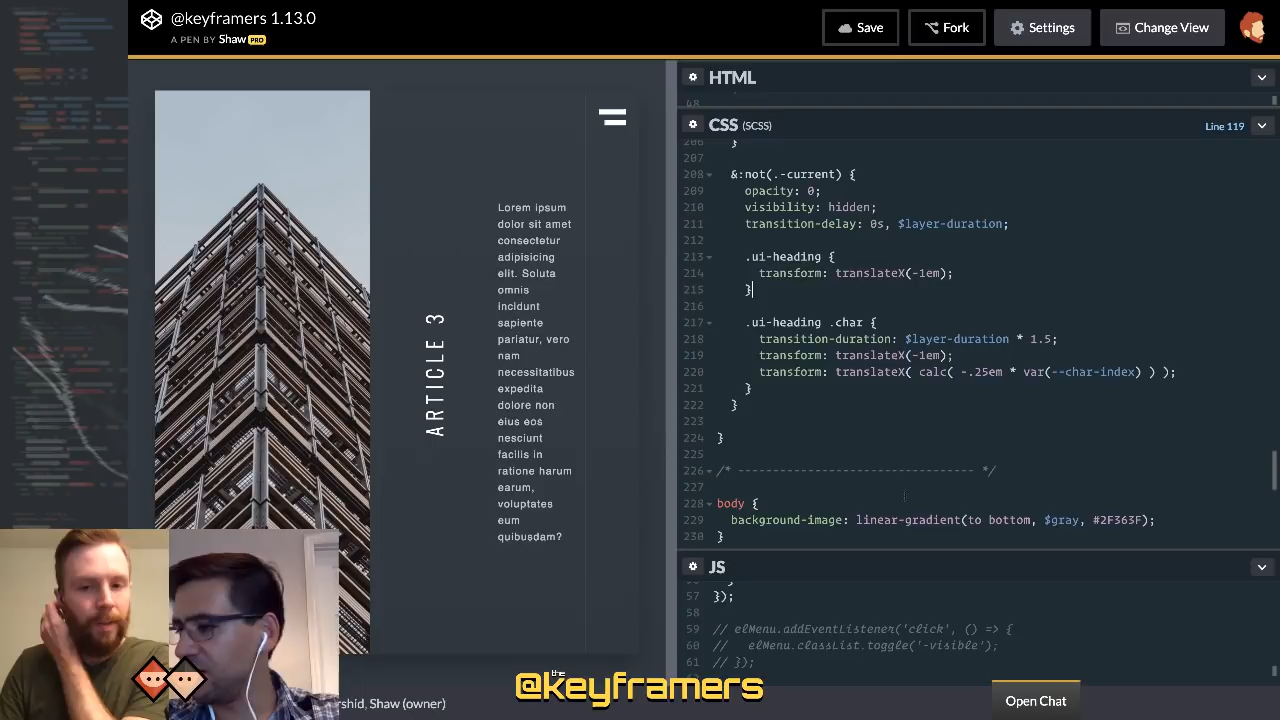 @keyframers 1.13.0
A PEN BY Shaw PRO
Save
Fork
Settings
Change View
ARTICLE 3
Lorem ipsum
dolor sit amet
consectetur
adipisicing
elit. Soluta
omnis
incidunt
sapiente
pariatur, vero
nam
necessitatibus
expedita
dolore non
eius eos
nesciunt
facilis in
ratione harum
earum,
voluptates
eum
quibusdam?
HTML
48
CSS (SCSS)
Line 119
206 }
207
208 &:not(.-current) {
209 opacity: 0;
210 visibility: hidden;
211 transition-delay: 0s, $layer-duration;
212
213 .ui-heading {
214 transform: translateX(-1em);
215 }
216
217 .ui-heading .char {
218 transition-duration: $layer-duration * 1.5;
219 transform: translateX(-1em);
220 transform: translateX( calc( -.25em * var(--char-index) ) );
221 }
222 }
223
224 }
225
226 /* ---------------------------------- */
227
228 body {
229 background-image: linear-gradient(to bottom, $gray, #2F363F);
230 }
JS
57 });
58
59 // elMenu.addEventListener('click', () => {
60 // elMenu.classList.toggle('-visible');
61 // });
rshid, Shaw (owner)
the
@keyframers
Open Chat